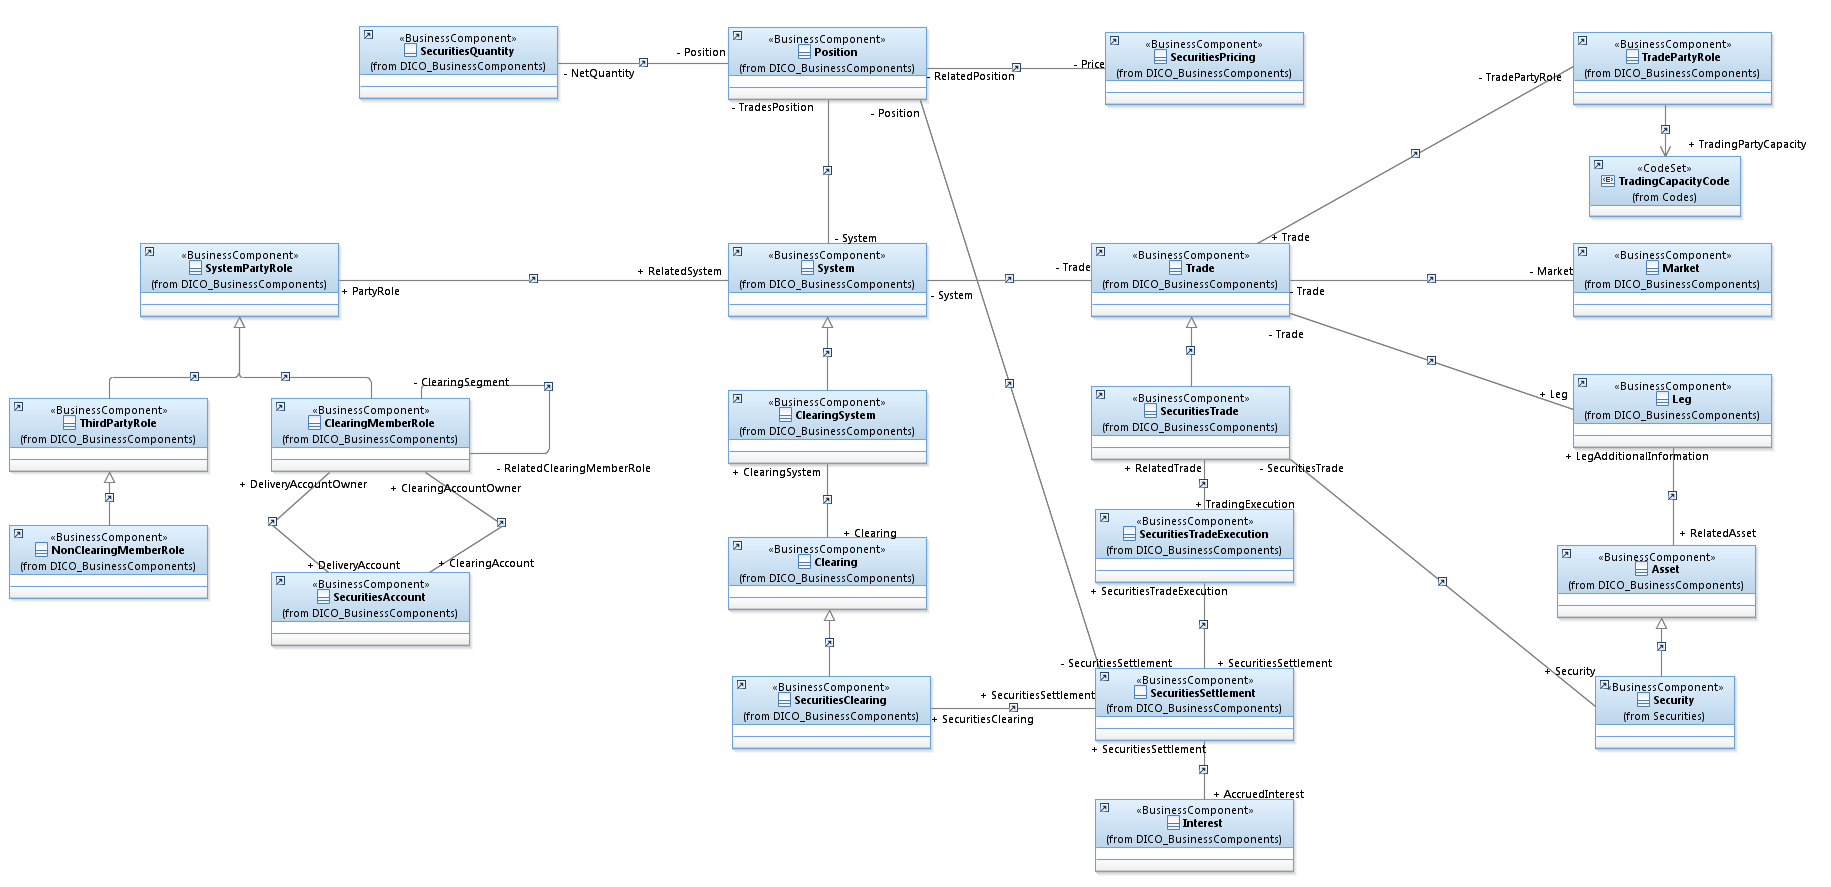 «BusinessComponent»
SecuritiesQuantity
(from DICO_BusinessComponents)
- NetQuantity
- Position
«BusinessComponent»
Position
(from DICO_BusinessComponents)
- RelatedPosition
- Price
«BusinessComponent»
SecuritiesPricing
(from DICO_BusinessComponents)
«BusinessComponent»
TradePartyRole
(from DICO_BusinessComponents)
- TradePartyRole
- TradesPosition
- Position
+ TradingPartyCapacity
«CodeSet»
TradingCapacityCode
(from Codes)
- System
+ Trade
«BusinessComponent»
SystemPartyRole
(from DICO_BusinessComponents)
+ PartyRole
+ RelatedSystem
«BusinessComponent»
System
(from DICO_BusinessComponents)
- System
- Trade
«BusinessComponent»
Trade
(from DICO_BusinessComponents)
- Trade
- Market
«BusinessComponent»
Market
(from DICO_BusinessComponents)
- Trade
+ Leg
«BusinessComponent»
Leg
(from DICO_BusinessComponents)
+ LegAdditionalInformation
«BusinessComponent»
ThirdPartyRole
(from DICO_BusinessComponents)
«BusinessComponent»
ClearingMemberRole
(from DICO_BusinessComponents)
- ClearingSegment
- RelatedClearingMemberRole
+ DeliveryAccountOwner
+ ClearingAccountOwner
«BusinessComponent»
ClearingSystem
(from DICO_BusinessComponents)
+ ClearingSystem
+ Clearing
«BusinessComponent»
SecuritiesTrade
(from DICO_BusinessComponents)
+ RelatedTrade
- SecuritiesTrade
+ TradingExecution
«BusinessComponent»
SecuritiesTradeExecution
(from DICO_BusinessComponents)
+ SecuritiesTradeExecution
+ RelatedAsset
«BusinessComponent»
Asset
(from DICO_BusinessComponents)
«BusinessComponent»
NonClearingMemberRole
(from DICO_BusinessComponents)
+ DeliveryAccount
+ ClearingAccount
«BusinessComponent»
SecuritiesAccount
(from DICO_BusinessComponents)
«BusinessComponent»
Clearing
(from DICO_BusinessComponents)
- SecuritiesSettlement
+ SecuritiesSettlement
+ Security
«BusinessComponent»
SecuritiesClearing
(from DICO_BusinessComponents)
+ SecuritiesSettlement
+ SecuritiesClearing
«BusinessComponent»
SecuritiesSettlement
(from DICO_BusinessComponents)
+ SecuritiesSettlement
«BusinessComponent»
Security
(from Securities)
+ AccruedInterest
«BusinessComponent»
Interest
(from DICO_BusinessComponents)